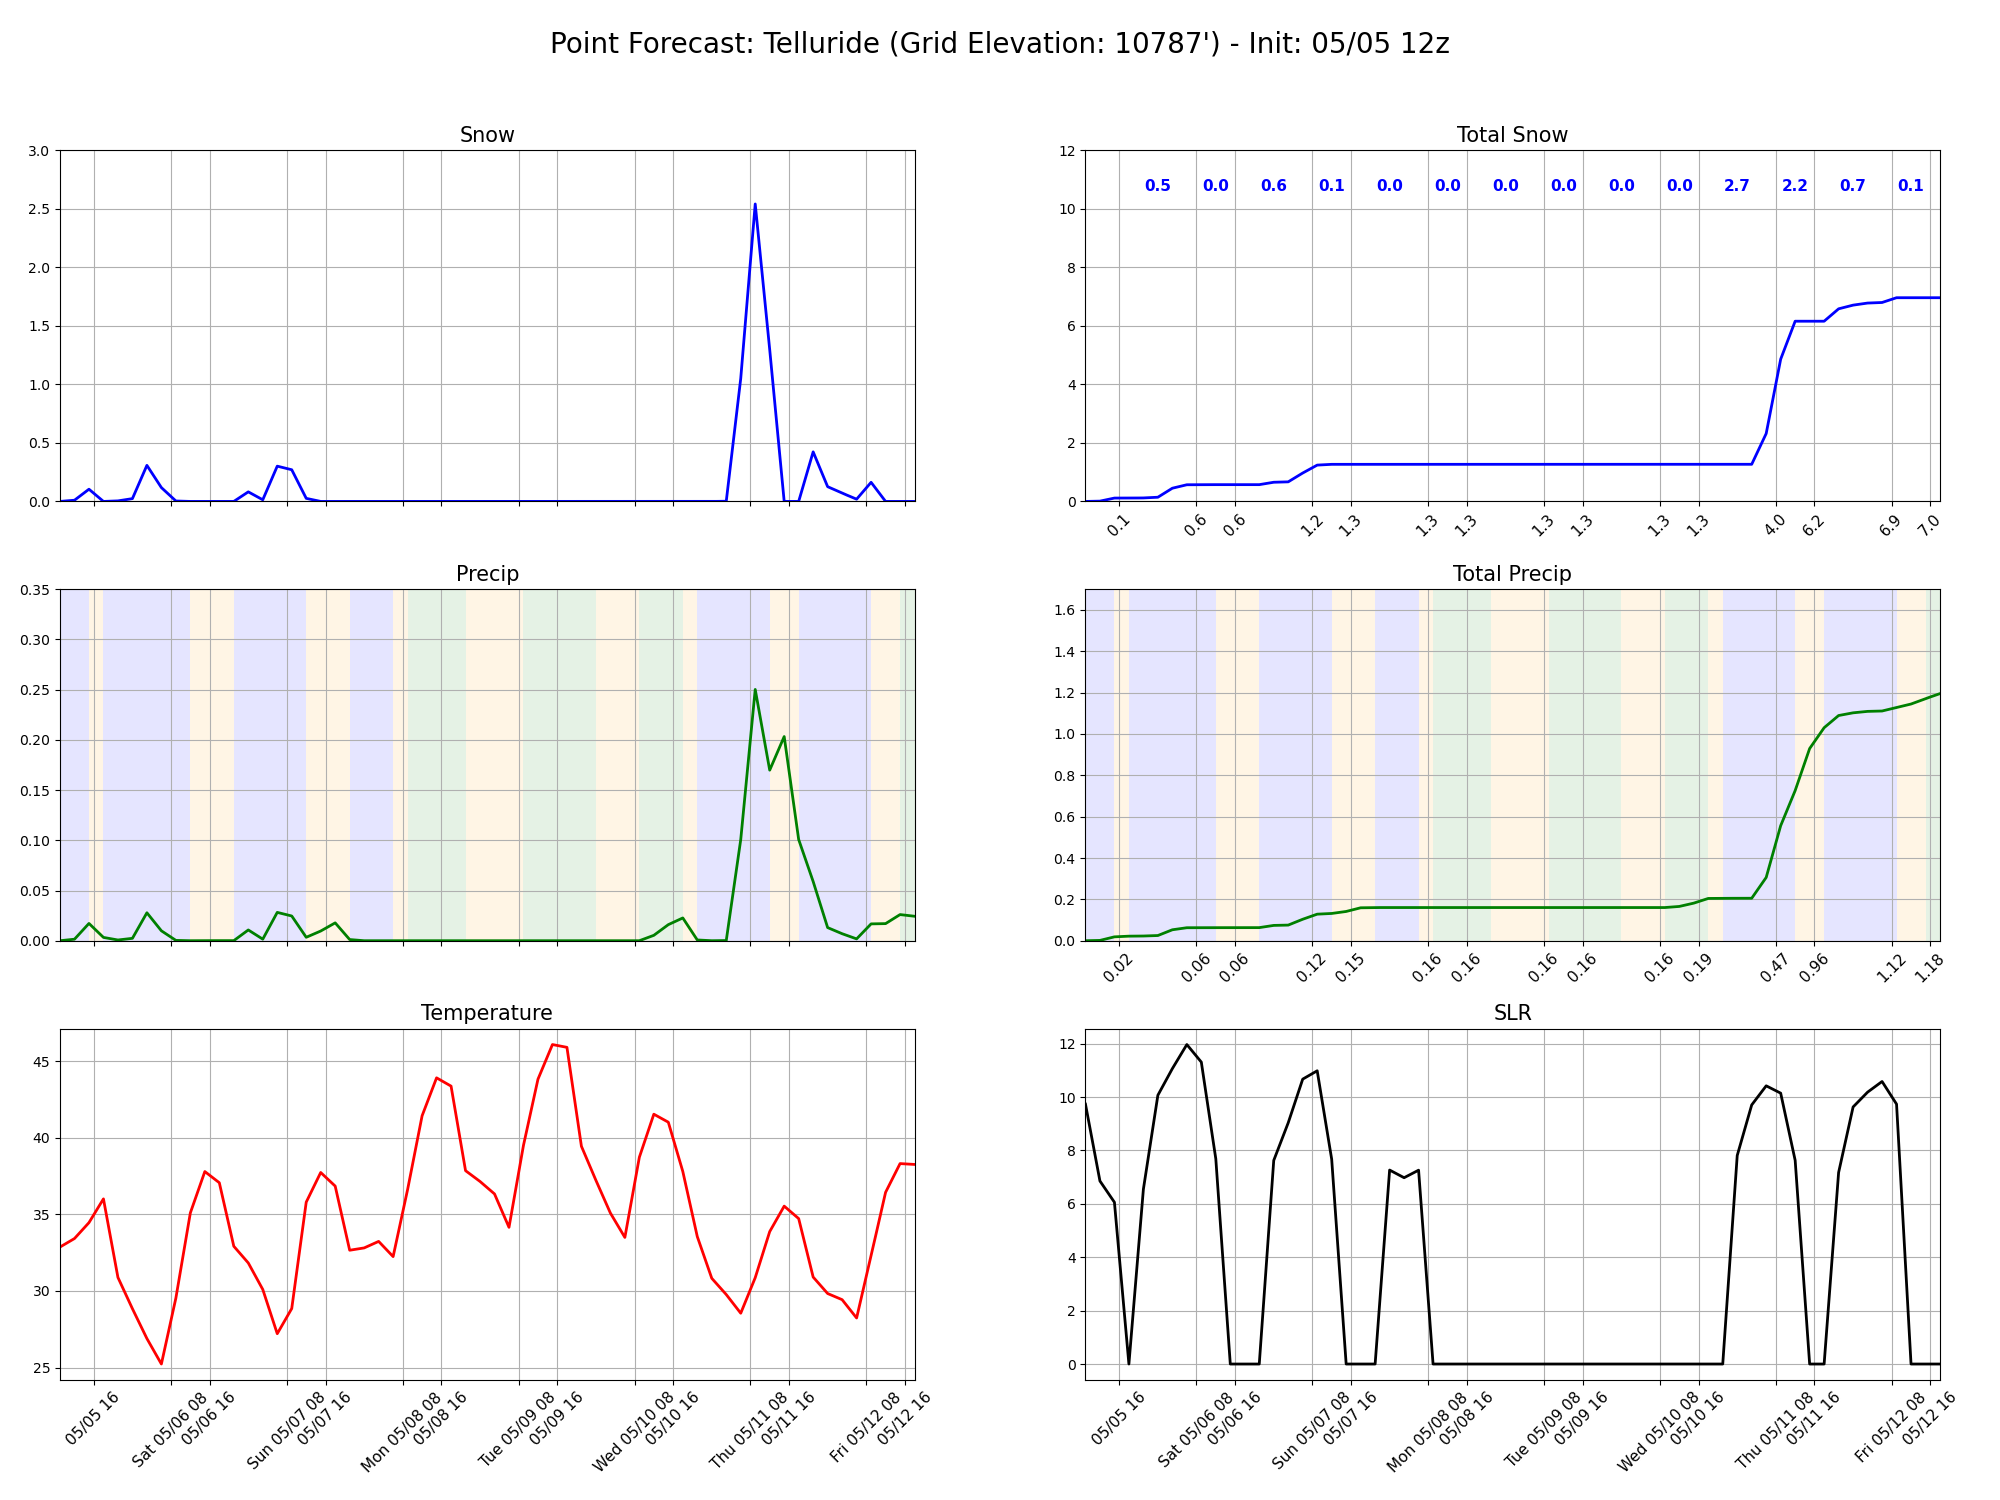 Point Forecast: Telluride (Grid Elevation: 10787') - Init: 05/05 12z
Snow
3.0
2.5
2.0
1.5
1.0
0.5
0.0
Total Snow
12
10
8
6
4
2
0
0.5 0.0 0.6 0.1 0.0 0.0 0.0 0.0 0.0 0.0 2.7 2.2 0.7 0.1
0.1 0.6 0.6 1.2 1.3 1.3 1.3 1.3 1.3 1.3 1.3 4.0 6.2 6.9 7.0
Precip
0.35
0.30
0.25
0.20
0.15
0.10
0.05
0.00
Total Precip
1.6
1.4
1.2
1.0
0.8
0.6
0.4
0.2
0.0
0.02 0.06 0.06 0.12 0.15 0.16 0.16 0.16 0.16 0.16 0.19 0.47 0.96 1.12 1.18
Temperature
45
40
35
30
25
05/05 16
Sat 05/06 08
05/06 16
Sun 05/07 08
05/07 16
Mon 05/08 08
05/08 16
Tue 05/09 08
05/09 16
Wed 05/10 08
05/10 16
Thu 05/11 08
05/11 16
Fri 05/12 08
05/12 16
SLR
12
10
8
6
4
2
0
05/05 16
Sat 05/06 08
05/06 16
Sun 05/07 08
05/07 16
Mon 05/08 08
05/08 16
Tue 05/09 08
05/09 16
Wed 05/10 08
05/10 16
Thu 05/11 08
05/11 16
Fri 05/12 08
05/12 16